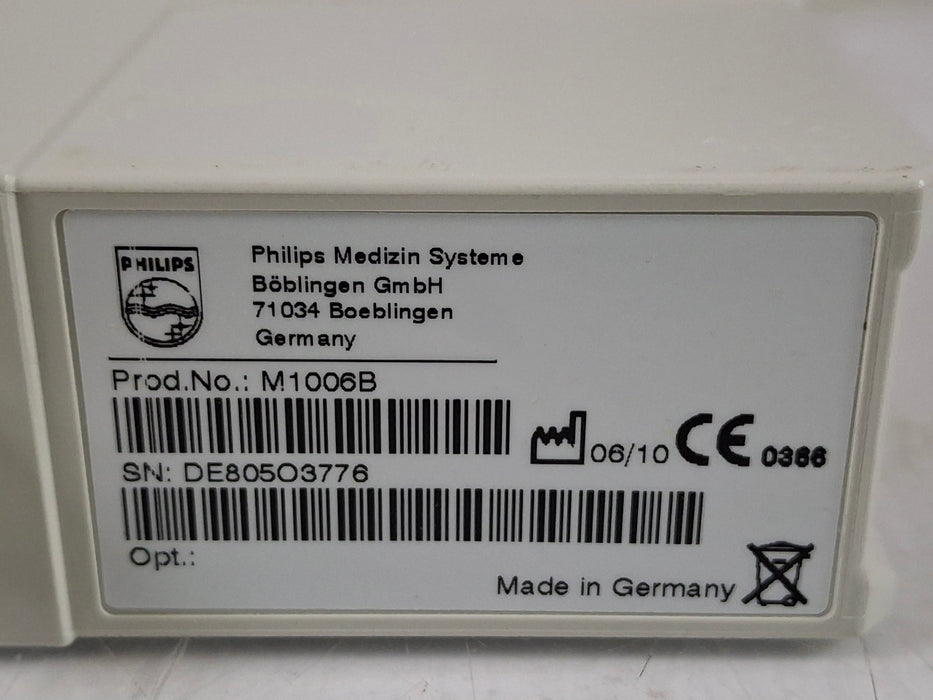 PHILIPS
Philips Medizin Systeme
Böblingen GmbH
71034 Boeblingen
Germany
Prod.No.: M1006B
06/10 CE 0366
SN: DE805O3776
Opt.:
Made in Germany